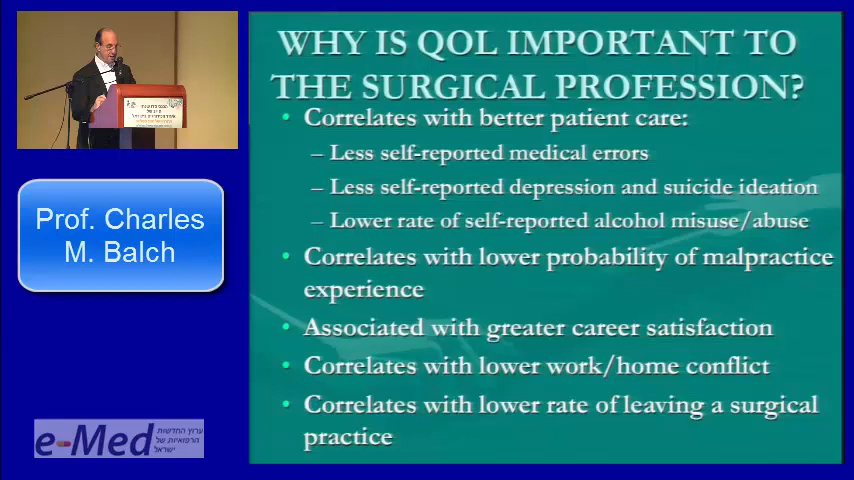 WHY IS QOL IMPORTANT TO
THE SURGICAL PROFESSION?
• Correlates with better patient care:
– Less self-reported medical errors
– Less self-reported depression and suicide ideation
– Lower rate of self-reported alcohol misuse/abuse
• Correlates with lower probability of malpractice
experience
• Associated with greater career satisfaction
• Correlates with lower work/home conflict
• Correlates with lower rate of leaving a surgical
practice
Prof. Charles
M. Balch
e-Med
ערוץ החדשות
הרפואיות של
ישראל